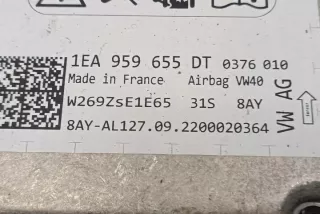 1EA 959 655 DT 0376 010
Made in France Airbag VW40
W269ZsE1E65 31S 8AY
8AY-AL127.09.2200020364
VW AG